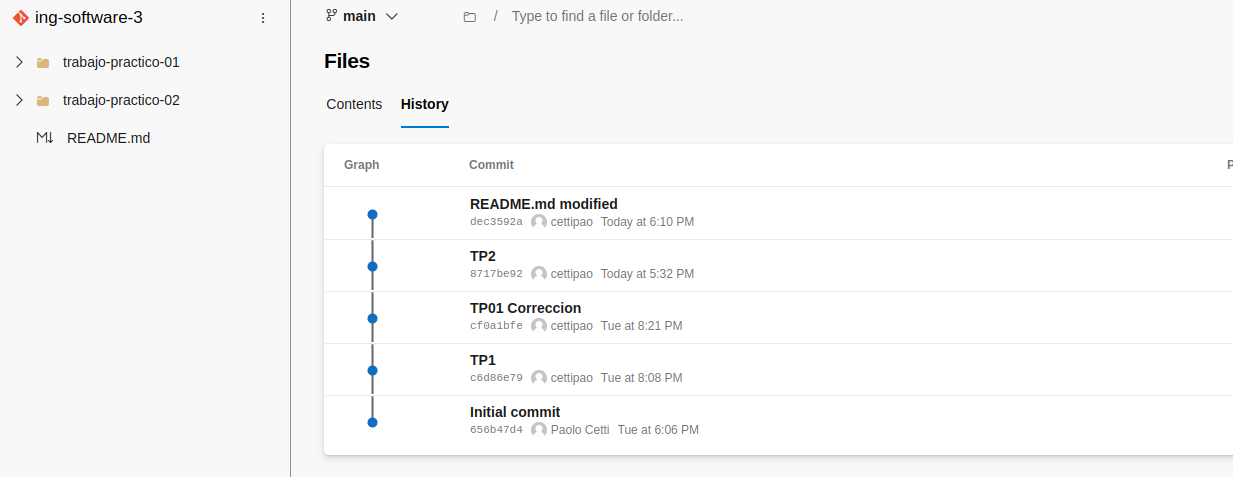 ing-software-3
trabajo-practico-01
trabajo-practico-02
README.md
main / Type to find a file or folder...
Files
Contents History
Graph Commit P
README.md modified
dec3592a cettipao Today at 6:10 PM
TP2
8717be92 cettipao Today at 5:32 PM
TP01 Correccion
cf0a1bfe cettipao Tue at 8:21 PM
TP1
c6d86e79 cettipao Tue at 8:08 PM
Initial commit
656b47d4 Paolo Cetti Tue at 6:06 PM